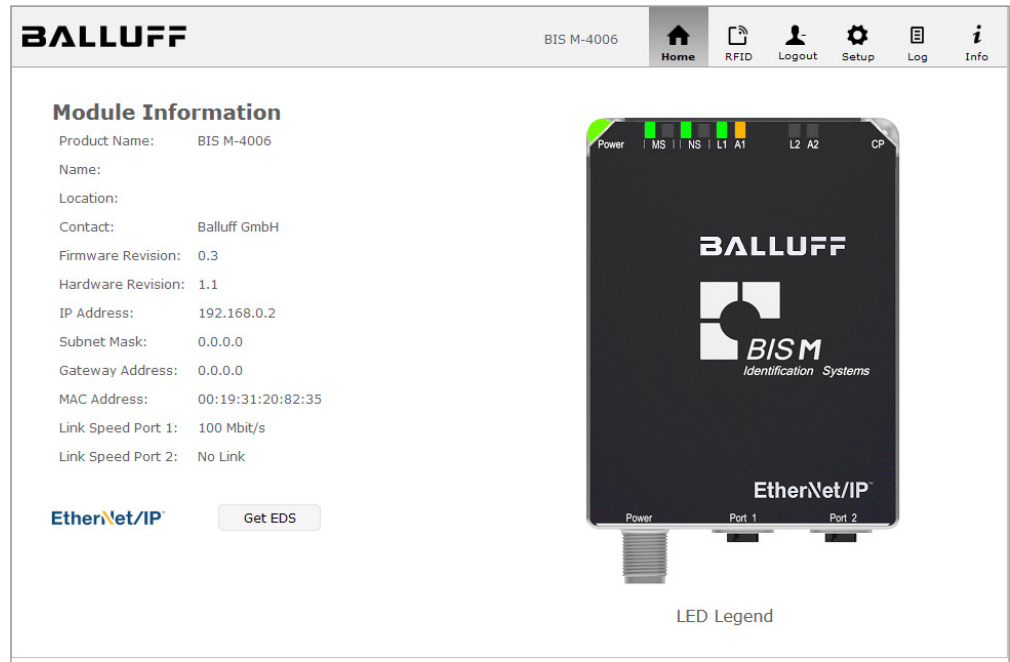 BALLUFF
BIS M-4006
Home
RFID
Logout
Setup
Log
Info
Module Information
Product Name: BIS M-4006
Name:
Location:
Contact: Balluff GmbH
Firmware Revision: 0.3
Hardware Revision: 1.1
IP Address: 192.168.0.2
Subnet Mask: 0.0.0.0
Gateway Address: 0.0.0.0
MAC Address: 00:19:31:20:82:35
Link Speed Port 1: 100 Mbit/s
Link Speed Port 2: No Link
EtherNet/IP
Get EDS
Power | MS | | NS | L1 A1 L2 A2 CP
BALLUFF
BIS M
Identification Systems
EtherNet/IP
Power Port 1 Port 2
LED Legend